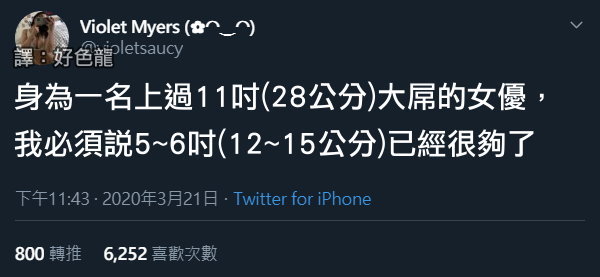 Violet Myers (✿◠‿◠)
@violetsaucy
譯：好色龍
身為一名上過11吋(28公分)大屌的女優，
我必須説5~6吋(12~15公分)已經很夠了
下午11:43 · 2020年3月21日 · Twitter for iPhone
800 轉推 6,252 喜歡次數